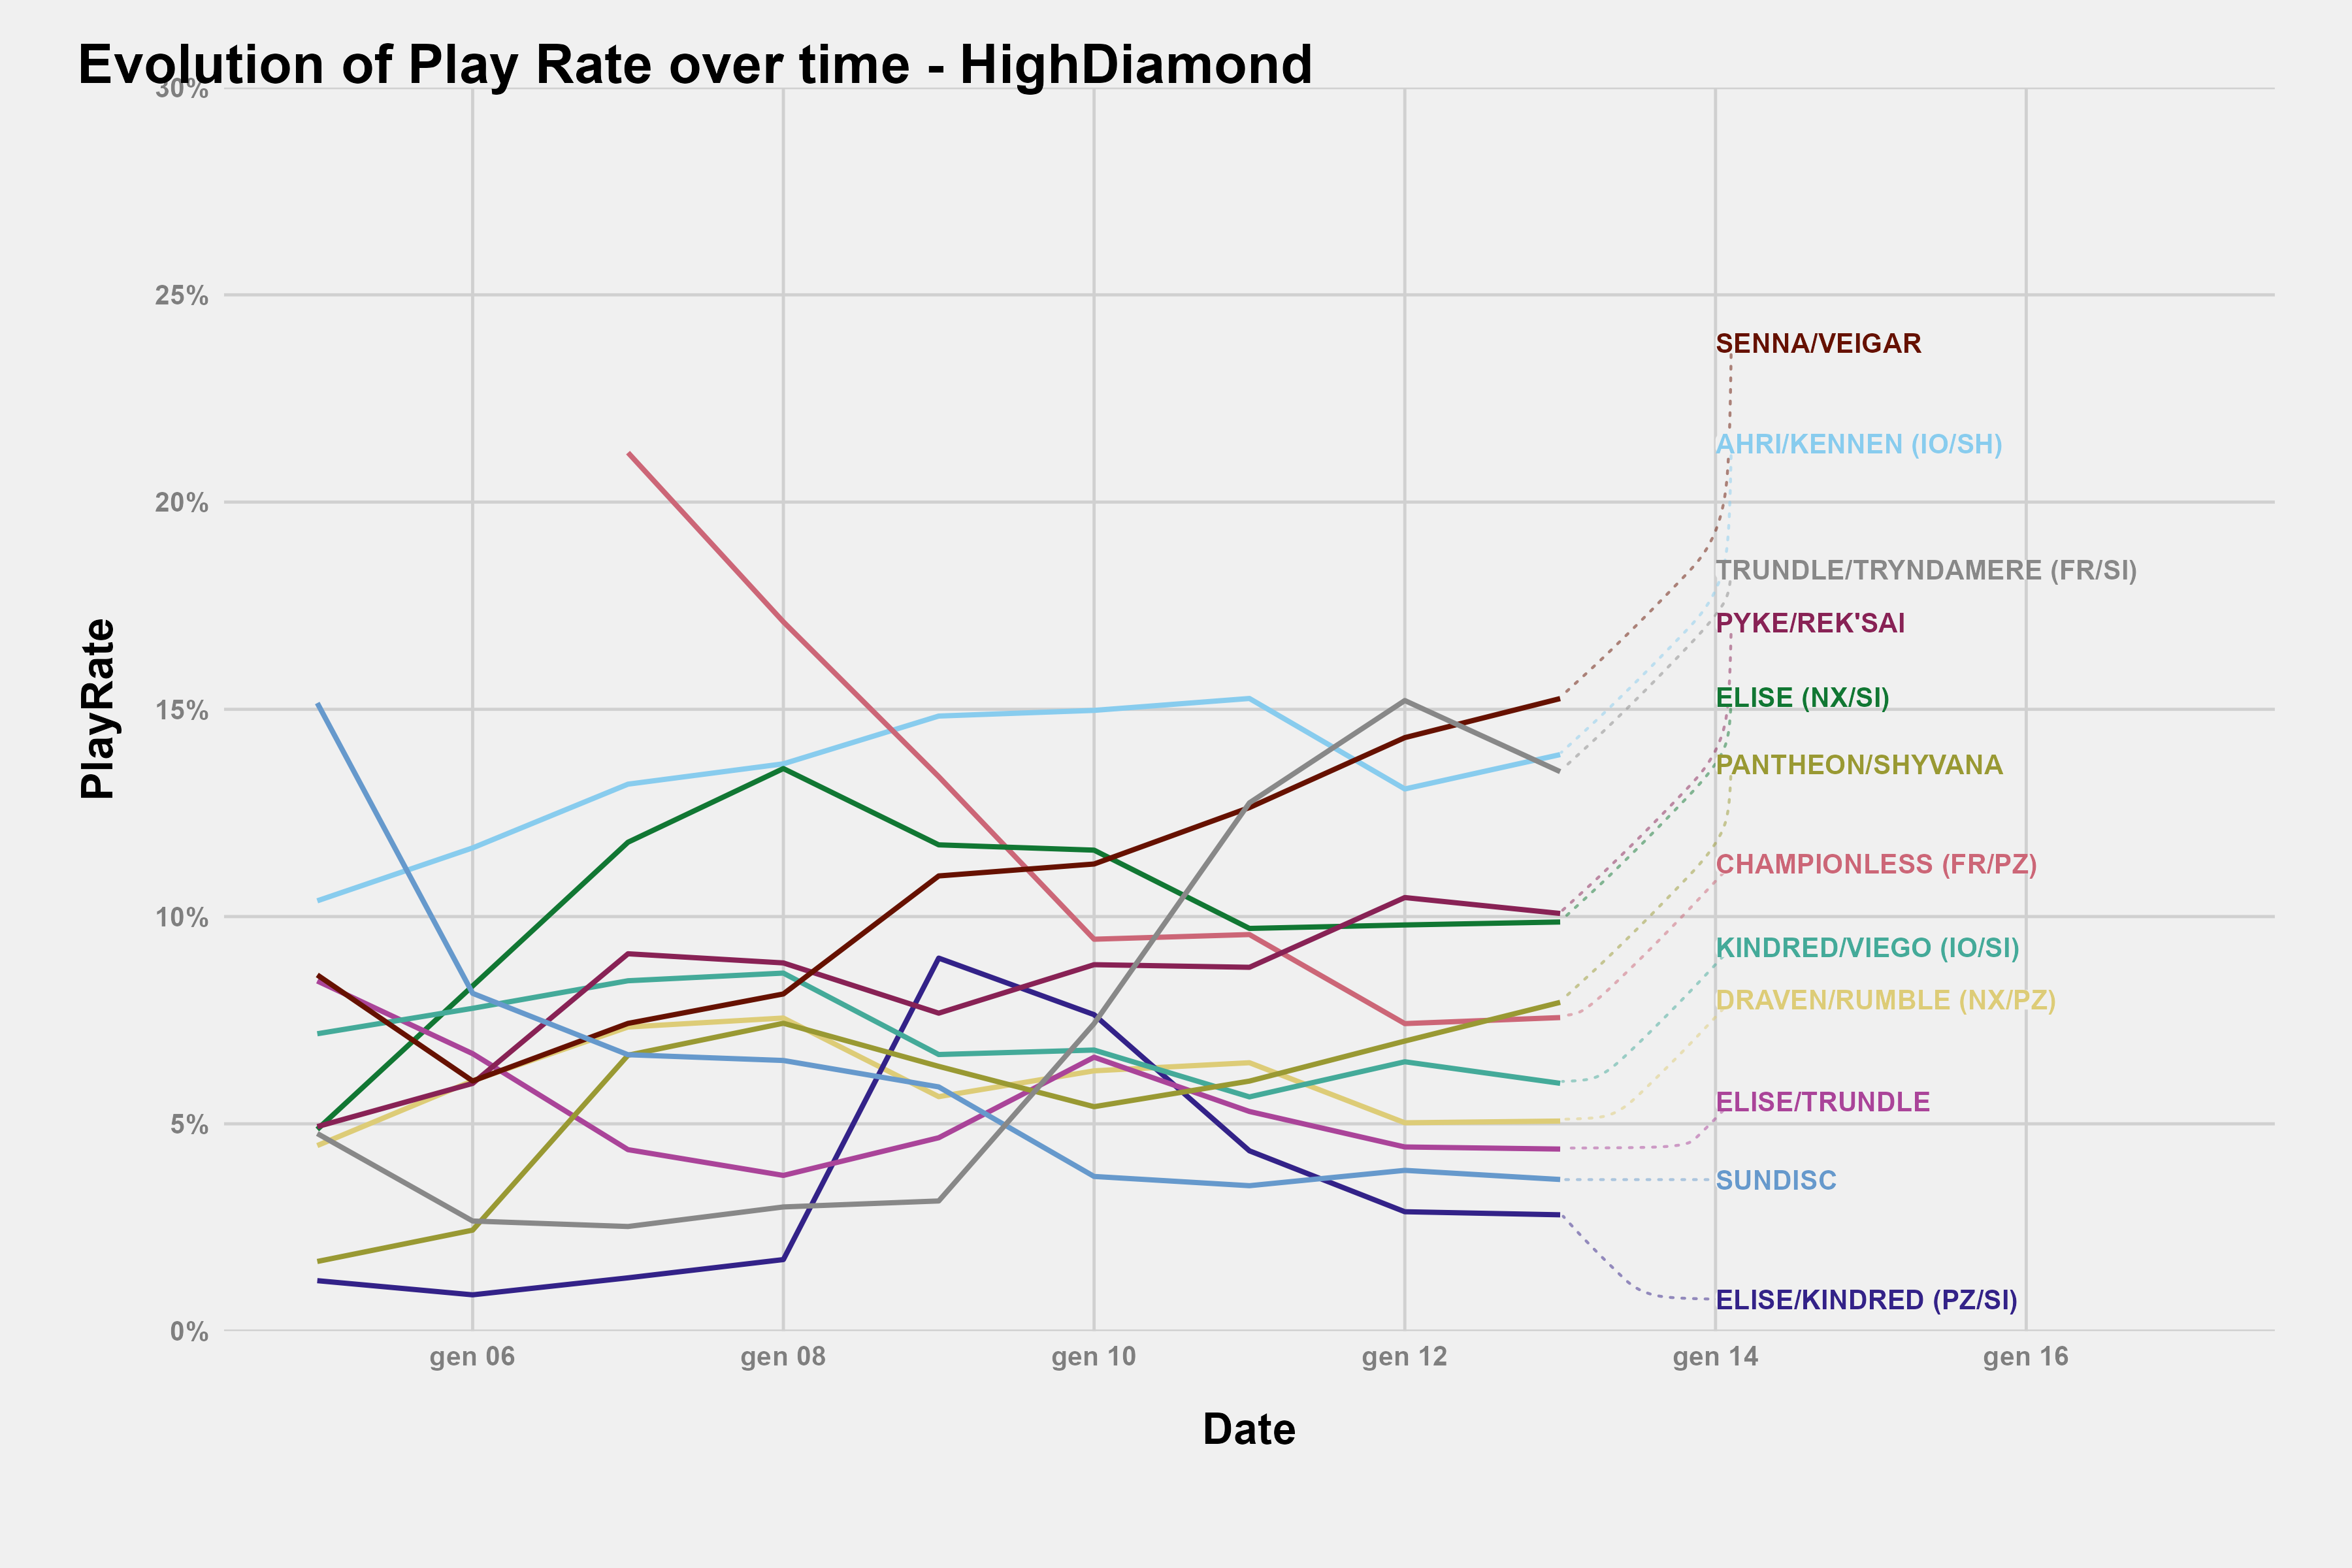 Evolution of Play Rate over time - HighDiamond
30%
25%
20%
15%
10%
5%
0%
PlayRate
SENNA/VEIGAR
AHRI/KENNEN (IO/SH)
TRUNDLE/TRYNDAMERE (FR/SI)
PYKE/REK'SAI
ELISE (NX/SI)
PANTHEON/SHYVANA
CHAMPIONLESS (FR/PZ)
KINDRED/VIEGO (IO/SI)
DRAVEN/RUMBLE (NX/PZ)
ELISE/TRUNDLE
SUNDISC
ELISE/KINDRED (PZ/SI)
gen 06 gen 08 gen 10 gen 12 gen 14 gen 16
Date